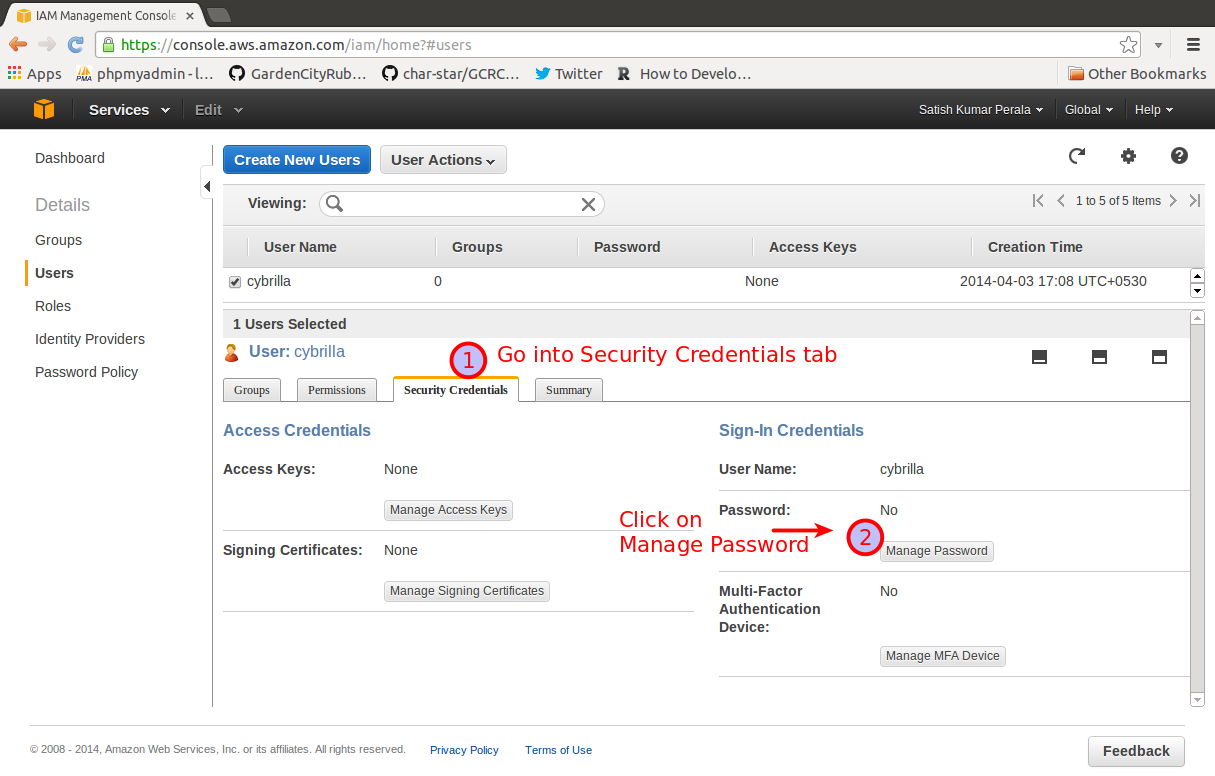 IAM Management Console
https://console.aws.amazon.com/iam/home?#users
Apps
PMA
phpmyadmin - l...
GardenCityRub...
char-star/GCRC...
Twitter
R
How to Develo...
Other Bookmarks
Services
Edit
Satish Kumar Perala
Global
Help
Dashboard
Details
Groups
Users
Roles
Identity Providers
Password Policy
Create New Users
User Actions
?
Viewing:
1 to 5 of 5 Items
User Name Groups Password Access Keys Creation Time
cybrilla 0 None 2014-04-03 17:08 UTC+0530
1 Users Selected
User: cybrilla
1 Go into Security Credentials tab
Groups Permissions Security Credentials Summary
Access Credentials
Access Keys: None
Manage Access Keys
Signing Certificates: None
Manage Signing Certificates
Sign-In Credentials
User Name: cybrilla
Password: No
Click on
Manage Password
2
Manage Password
Multi-Factor No
Authentication
Device:
Manage MFA Device
© 2008 - 2014, Amazon Web Services, Inc. or its affiliates. All rights reserved. Privacy Policy Terms of Use
Feedback